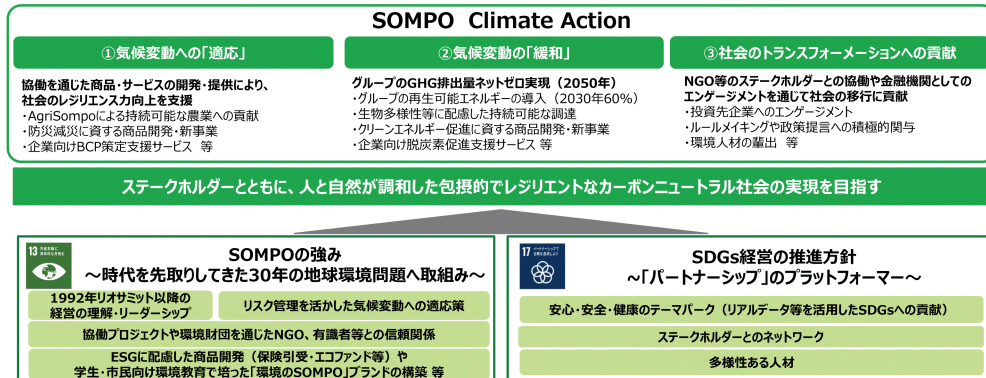 SOMPO Climate Action
①気候変動への「適応」
協働を通じた商品・サービスの開発・提供により、
社会のレジリエンス力向上を支援
・AgriSompoによる持続可能な農業への貢献
・防災減災に資する商品開発・新事業
・企業向けBCP策定支援サービス 等
②気候変動の「緩和」
グループのGHG排出量ネットゼロ実現（2050年）
・グループの再生可能エネルギーの導入（2030年60%）
・生物多様性等に配慮した持続可能な調達
・クリーンエネルギー促進に資する商品開発・新事業
・企業向け脱炭素促進支援サービス 等
③社会のトランスフォーメーションへの貢献
NGO等のステークホルダーとの協働や金融機関としての
エンゲージメントを通じて社会の移行に貢献
・投資先企業へのエンゲージメント
・ルールメイキングや政策提言への積極的関与
・環境人材の輩出 等
ステークホルダーとともに、人と自然が調和した包摂的でレジリエントなカーボンニュートラル社会の実現を目指す
13 気候変動に
具体的な対策を
SOMPOの強み
～時代を先取りしてきた30年の地球環境問題へ取組み～
1992年リオサミット以降の
経営の理解・リーダーシップ
リスク管理を活かした気候変動への適応策
協働プロジェクトや環境財団を通じたNGO、有識者等との信頼関係
ESGに配慮した商品開発（保険引受・エコファンド等）や
学生・市民向け環境教育で培った「環境のSOMPO」ブランドの構築 等
17 パートナーシップで
目標を達成しよう
SDGs経営の推進方針
～「パートナーシップ」のプラットフォーマー～
安心・安全・健康のテーマパーク（リアルデータ等を活用したSDGsへの貢献）
ステークホルダーとのネットワーク
多様性ある人材